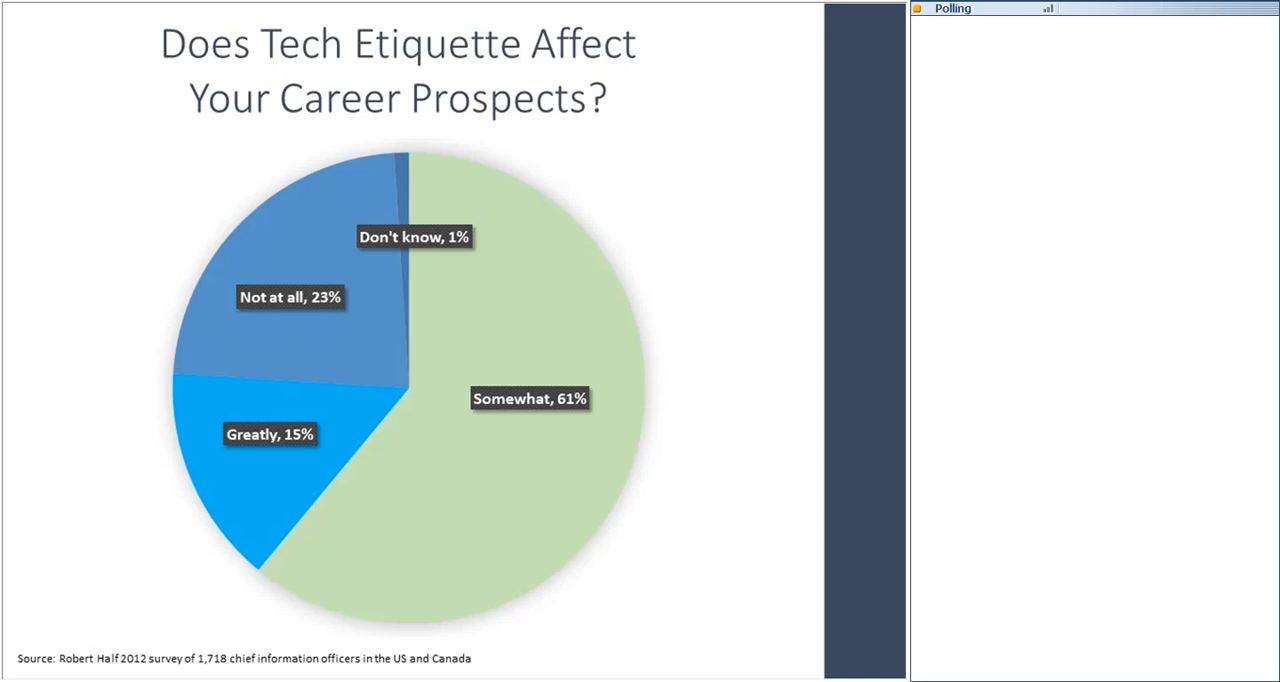 Does Tech Etiquette Affect
Your Career Prospects?
Don't know, 1%
Not at all, 23%
Somewhat, 61%
Greatly, 15%
Source: Robert Half 2012 survey of 1,718 chief information officers in the US and Canada
Polling